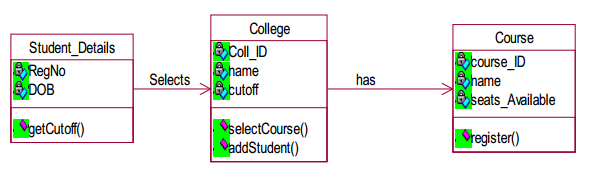 Student_Details
RegNo
DOB
getCutoff()
Selects
College
Coll_ID
name
cutoff
selectCourse()
addStudent()
has
Course
course_ID
name
seats_Available
register()